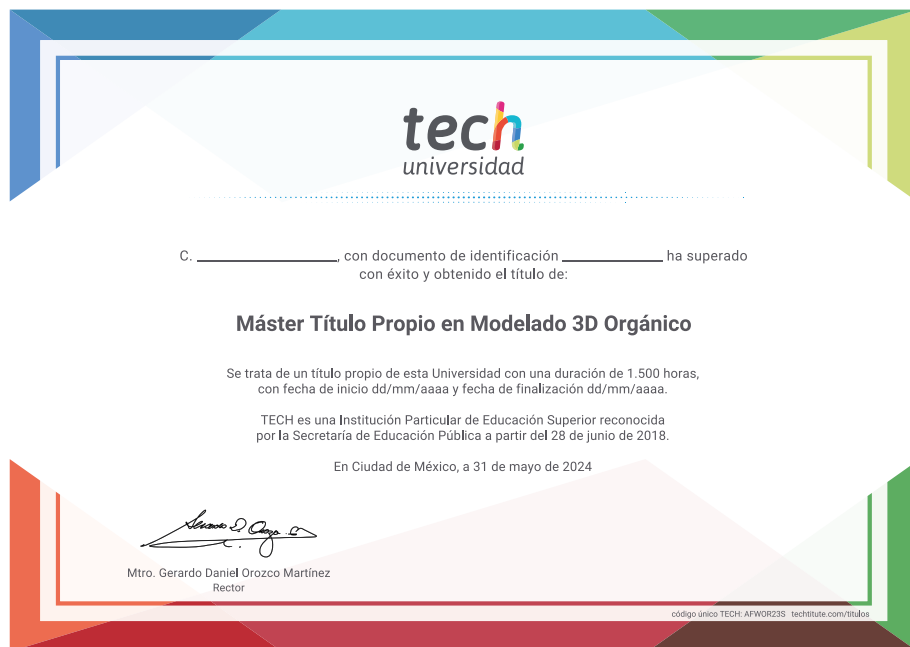 tech
universidad
C. ________________, con documento de identificación ____________ ha superado
con éxito y obtenido el título de:
Máster Título Propio en Modelado 3D Orgánico
Se trata de un título propio de esta Universidad con una duración de 1.500 horas,
con fecha de inicio dd/mm/aaaa y fecha de finalización dd/mm/aaaa.
TECH es una Institución Particular de Educación Superior reconocida
por la Secretaría de Educación Pública a partir del 28 de junio de 2018.
En Ciudad de México, a 31 de mayo de 2024
Mtro. Gerardo Daniel Orozco Martínez
Rector
código único TECH: AFWOR23S techtitute.com/titulos